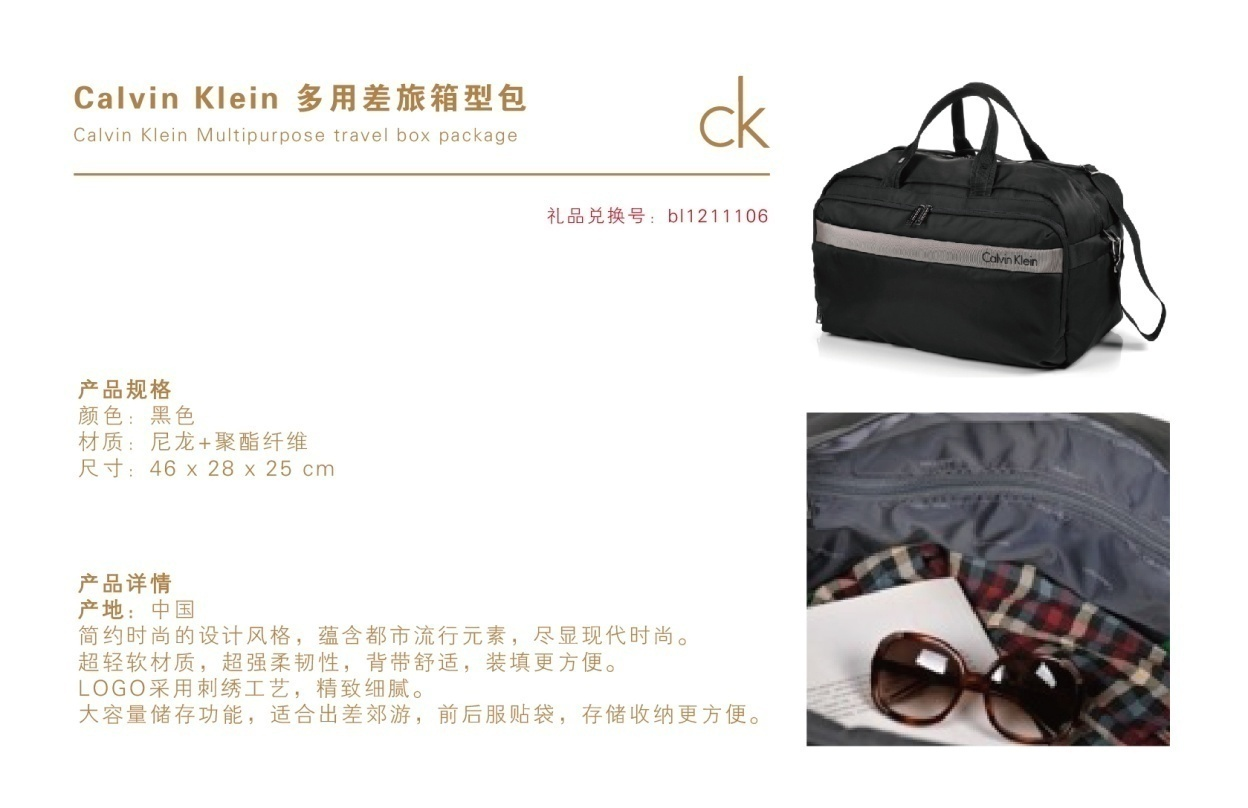 Calvin Klein 多用差旅箱型包
Calvin Klein Multipurpose travel box package
ck
礼品兑换号：bl1211106
Calvin Klein
产品规格
颜色：黑色
材质：尼龙+聚酯纤维
尺寸：46 x 28 x 25 cm
产品详情
产地：中国
简约时尚的设计风格，蕴含都市流行元素，尽显现代时尚。
超轻软材质，超强柔韧性，背带舒适，装填更方便。
LOGO采用刺绣工艺，精致细腻。
大容量储存功能，适合出差郊游，前后服贴袋，存储收纳更方便。